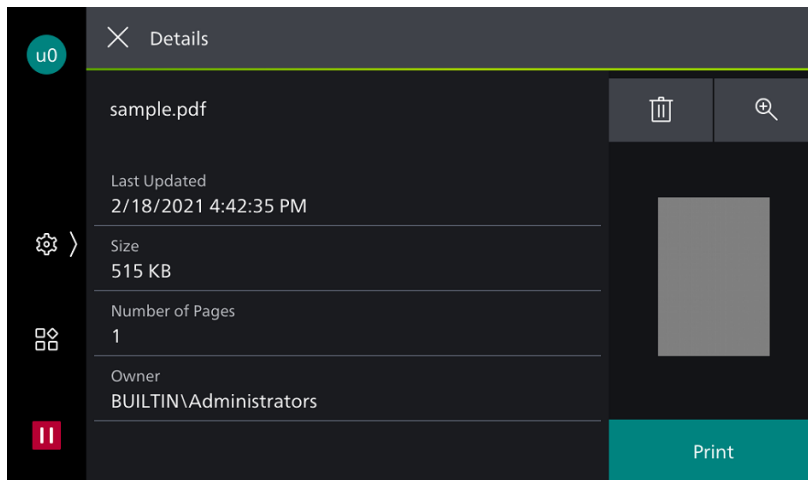 u0
Details
sample.pdf
Last Updated
2/18/2021 4:42:35 PM
Size
515 KB
Number of Pages
1
Owner
BUILTIN\Administrators
Print